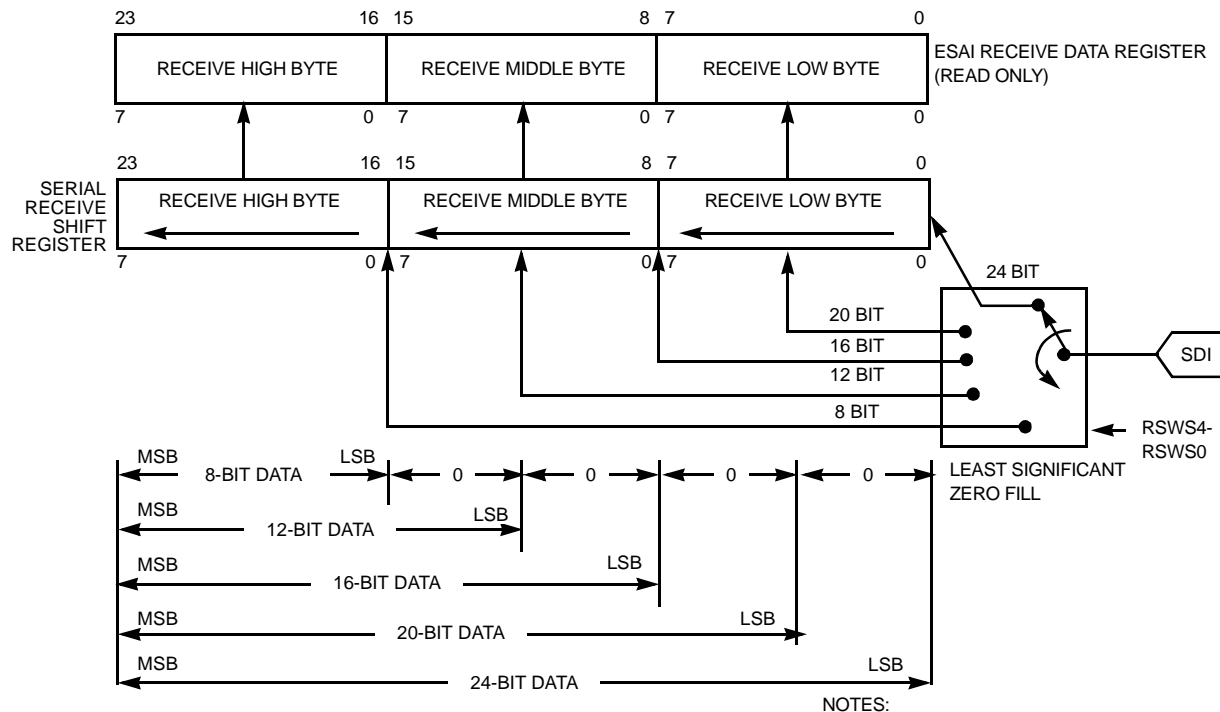 23 16 15 8 7 0
RECEIVE HIGH BYTE RECEIVE MIDDLE BYTE RECEIVE LOW BYTE
ESAI RECEIVE DATA REGISTER
(READ ONLY)
7 0 7 0 7 0
23 16 15 8 7 0
SERIAL
RECEIVE
SHIFT
REGISTER
RECEIVE HIGH BYTE RECEIVE MIDDLE BYTE RECEIVE LOW BYTE
7 0 7 0 7 0
24 BIT
20 BIT
16 BIT
12 BIT
8 BIT
SDI
RSWS4-
RSWS0
MSB LSB
8-BIT DATA 0 0 0 0
LEAST SIGNIFICANT
ZERO FILL
MSB LSB
12-BIT DATA
MSB LSB
16-BIT DATA
MSB LSB
20-BIT DATA
MSB LSB
24-BIT DATA
NOTES: